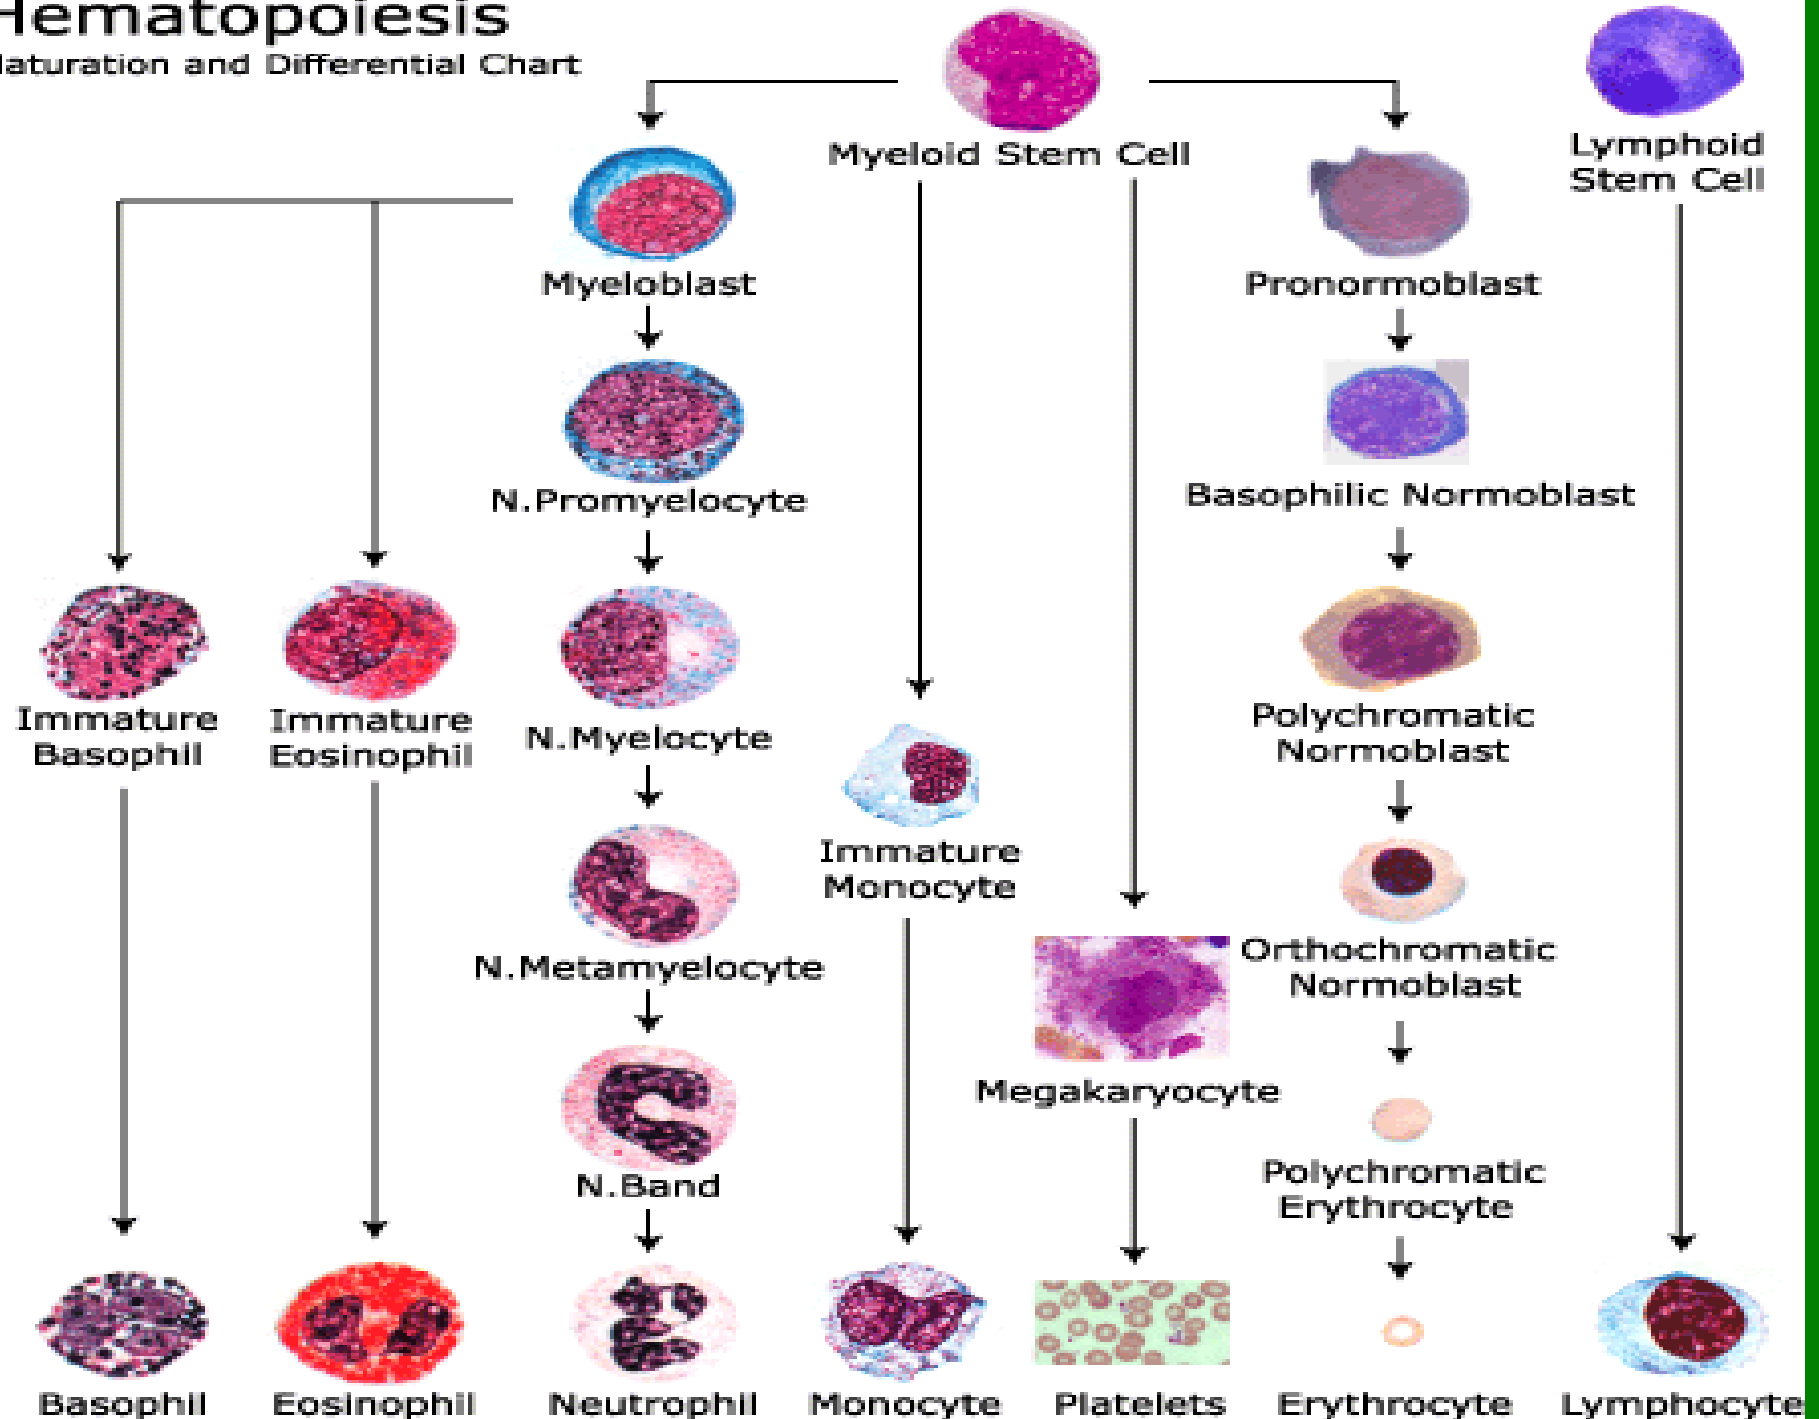 Hematopoiesis
Maturation and Differential Chart
Myeloid Stem Cell
Lymphoid
Stem Cell
Myeloblast
Pronormoblast
N.Promyelocyte
Basophilic Normoblast
Immature
Basophil
Immature
Eosinophil
N.Myelocyte
Polychromatic
Normoblast
Immature
Monocyte
N.Metamyelocyte
Orthochromatic
Normoblast
Megakaryocyte
N.Band
Polychromatic
Erythrocyte
Basophil
Eosinophil
Neutrophil
Monocyte
Platelets
Erythrocyte
Lymphocyte